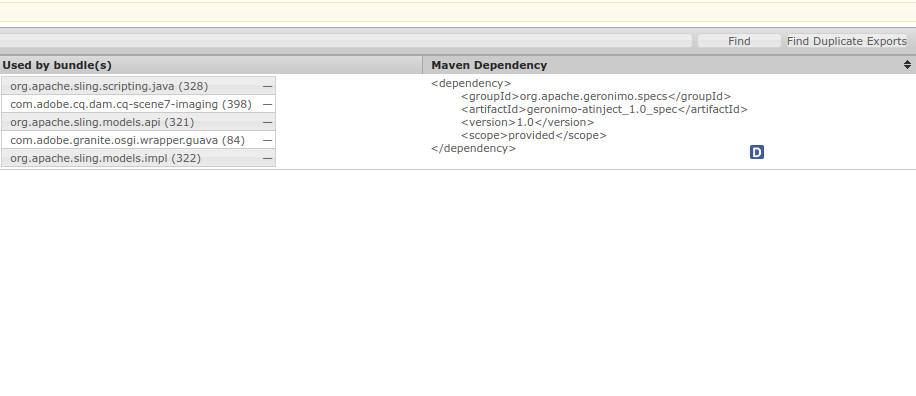 Find
Find Duplicate Exports
Used by bundle(s)
Maven Dependency
org.apache.sling.scripting.java (328) —
com.adobe.cq.dam.cq-scene7-imaging (398) —
org.apache.sling.models.api (321) —
com.adobe.granite.osgi.wrapper.guava (84) —
org.apache.sling.models.impl (322) —
<dependency>
<groupId>org.apache.geronimo.specs</groupId>
<artifactId>geronimo-atinject_1.0_spec</artifactId>
<version>1.0</version>
<scope>provided</scope>
</dependency>
D